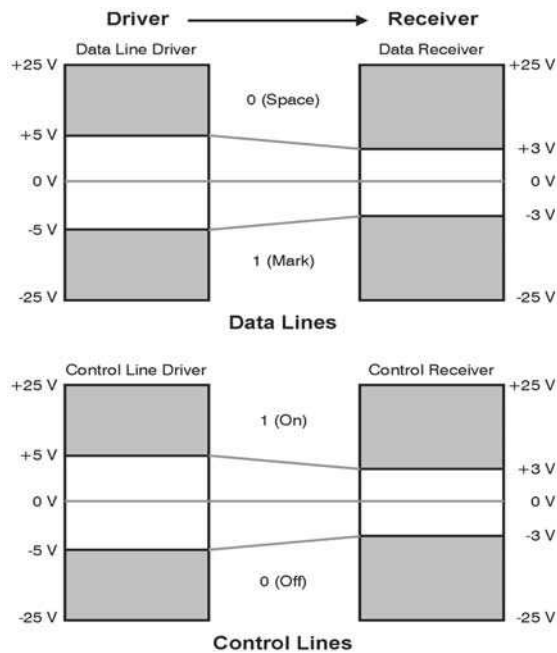 Driver Receiver
Data Line Driver Data Receiver
+25 V +25 V
0 (Space)
+5 V +3 V
0 V 0 V
-5 V -3 V
1 (Mark)
-25 V -25 V
Data Lines
Control Line Driver Control Receiver
+25 V +25 V
1 (On)
+5 V +3 V
0 V 0 V
-5 V -3 V
0 (Off)
-25 V -25 V
Control Lines